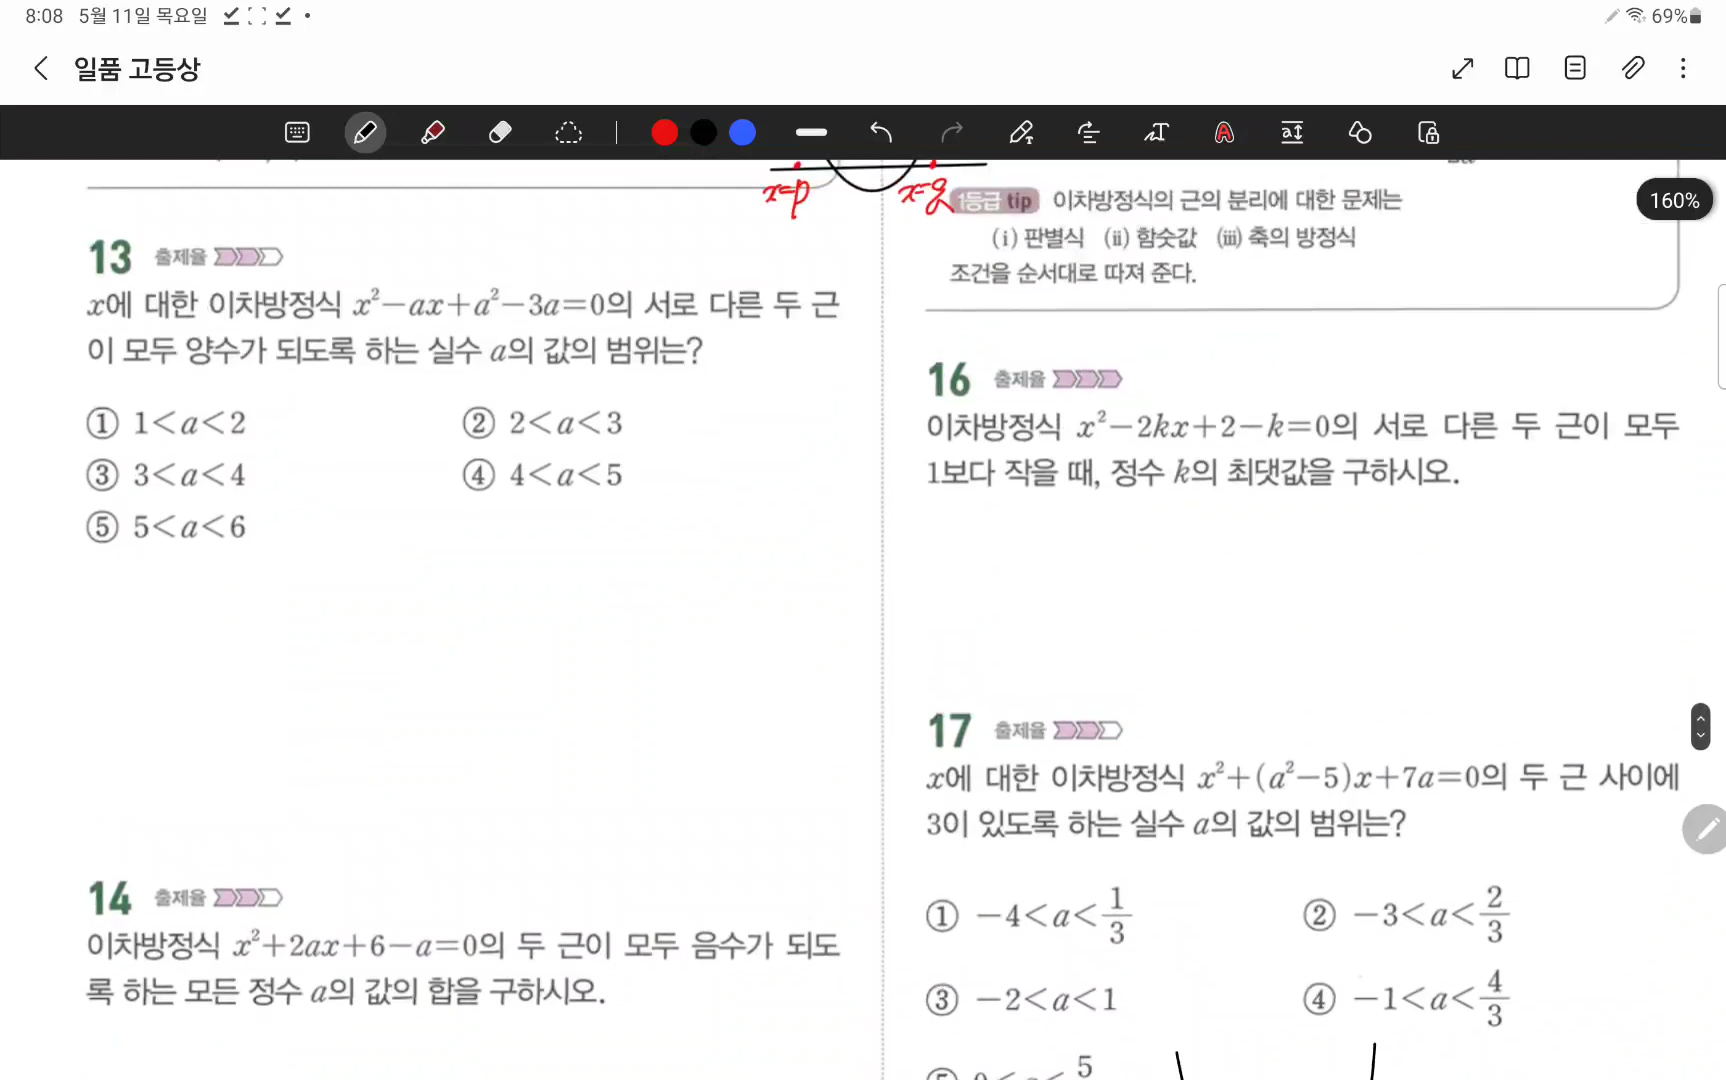 8:08 5월 11일 목요일
69%
일품 고등상
160%
x=p
x=q
13 출제율
x에 대한 이차방정식 x²−ax+a²−3a=0의 서로 다른 두 근
이 모두 양수가 되도록 하는 실수 a의 값의 범위는?
① 1<a<2 ② 2<a<3
③ 3<a<4 ④ 4<a<5
⑤ 5<a<6
14 출제율
이차방정식 x²+2ax+6−a=0의 두 근이 모두 음수가 되도
록 하는 모든 정수 a의 값의 합을 구하시오.
1등급 tip 이차방정식의 근의 분리에 대한 문제는
(ⅰ) 판별식 (ⅱ) 함숫값 (ⅲ) 축의 방정식
조건을 순서대로 따져 준다.
16 출제율
이차방정식 x²−2kx+2−k=0의 서로 다른 두 근이 모두
1보다 작을 때, 정수 k의 최댓값을 구하시오.
17 출제율
x에 대한 이차방정식 x²+(a²−5)x+7a=0의 두 근 사이에
3이 있도록 하는 실수 a의 값의 범위는?
① −4<a<1/3 ② −3<a<2/3
③ −2<a<1 ④ −1<a<4/3